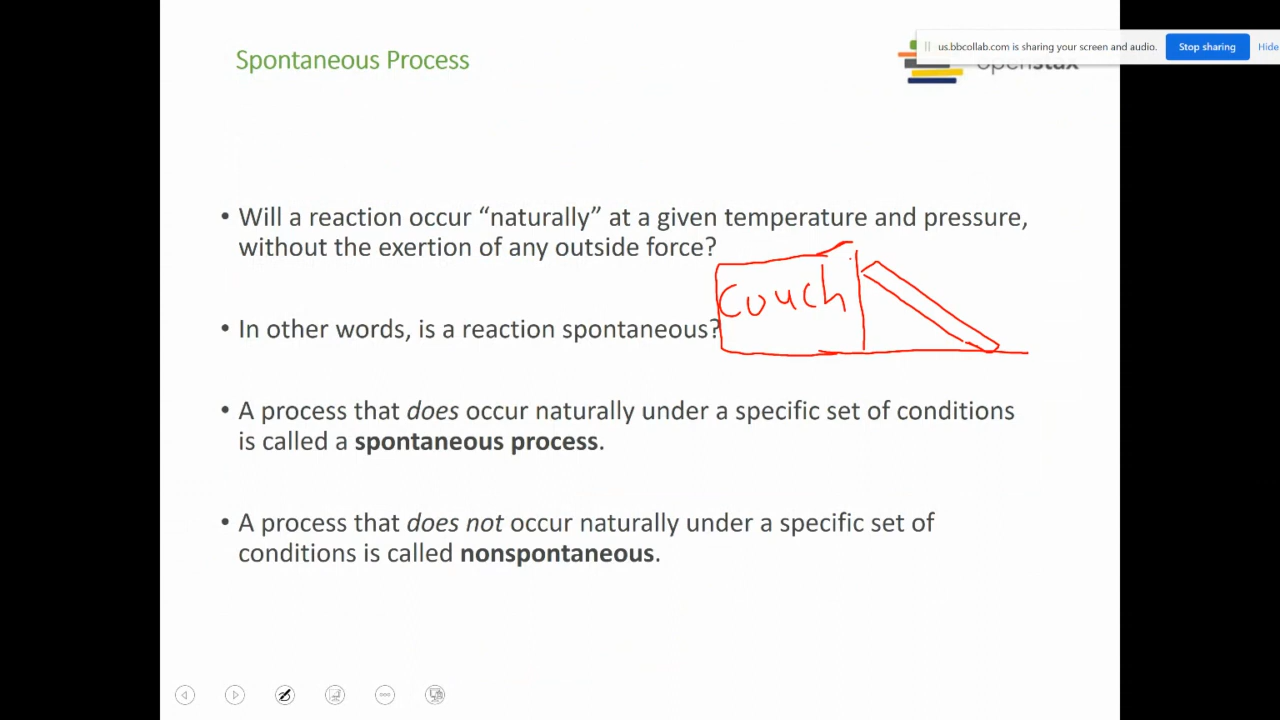 Spontaneous Process
us.bbcollab.com is sharing your screen and audio.
Stop sharing
Hide
openstax
• Will a reaction occur “naturally” at a given temperature and pressure,
without the exertion of any outside force?
couch
• In other words, is a reaction spontaneous?
• A process that does occur naturally under a specific set of conditions
is called a spontaneous process.
• A process that does not occur naturally under a specific set of
conditions is called nonspontaneous.